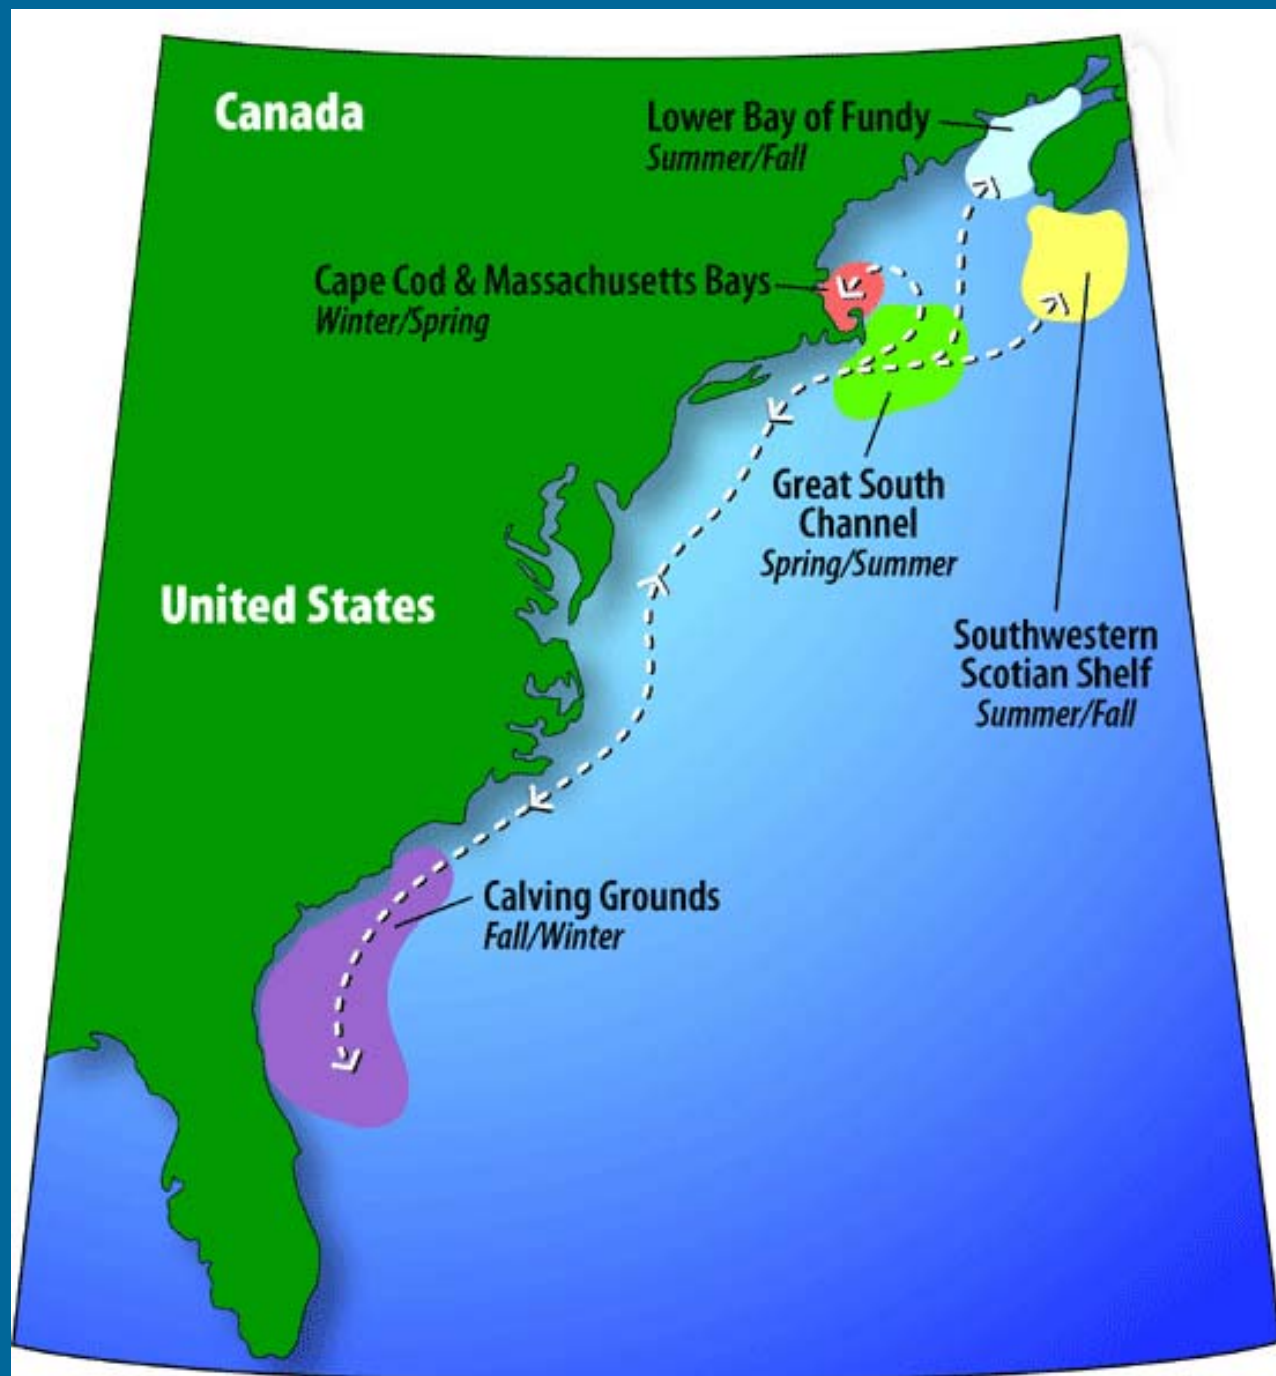 Canada
Lower Bay of Fundy
Summer/Fall
Cape Cod & Massachusetts Bays
Winter/Spring
Great South
Channel
Spring/Summer
United States
Southwestern
Scotian Shelf
Summer/Fall
Calving Grounds
Fall/Winter